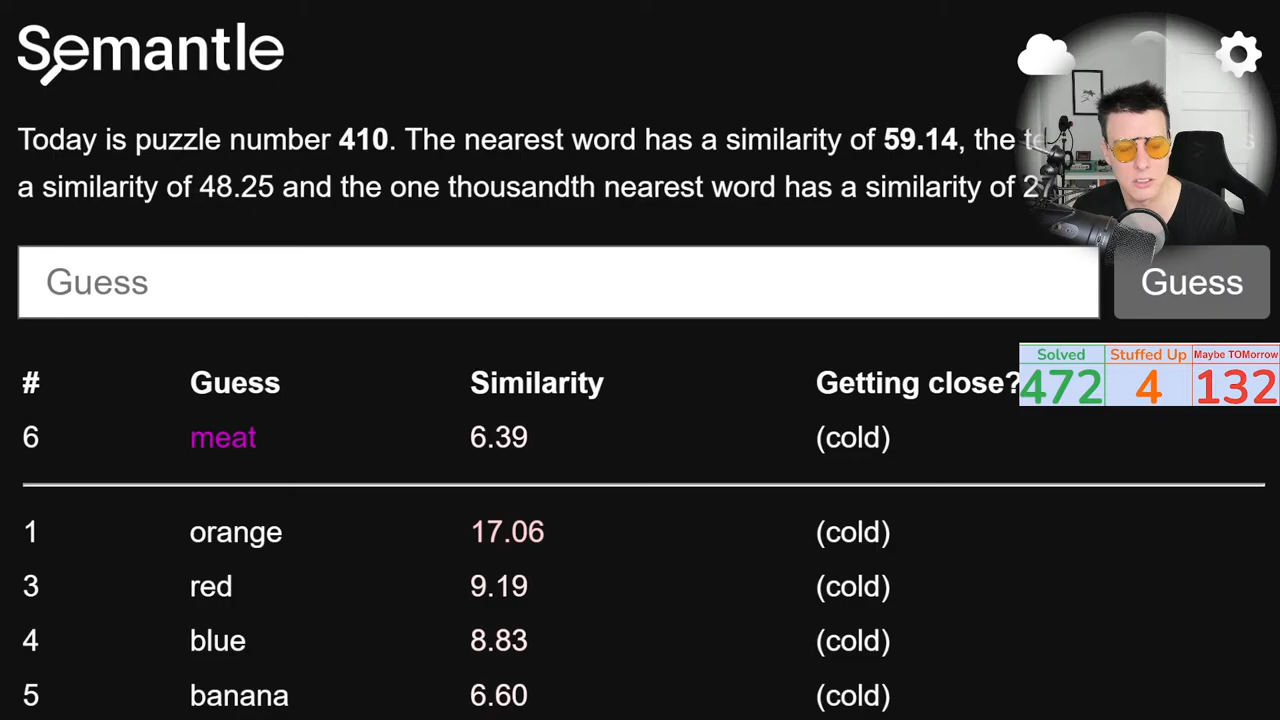 Semantle
Today is puzzle number 410. The nearest word has a similarity of 59.14, the
a similarity of 48.25 and the one thousandth nearest word has a similarity of
Guess
Guess
Solved Stuffed Up Maybe TOMorrow
# Guess Similarity Getting close?
472 4 132
6 meat 6.39 (cold)
1 orange 17.06 (cold)
3 red 9.19 (cold)
4 blue 8.83 (cold)
5 banana 6.60 (cold)